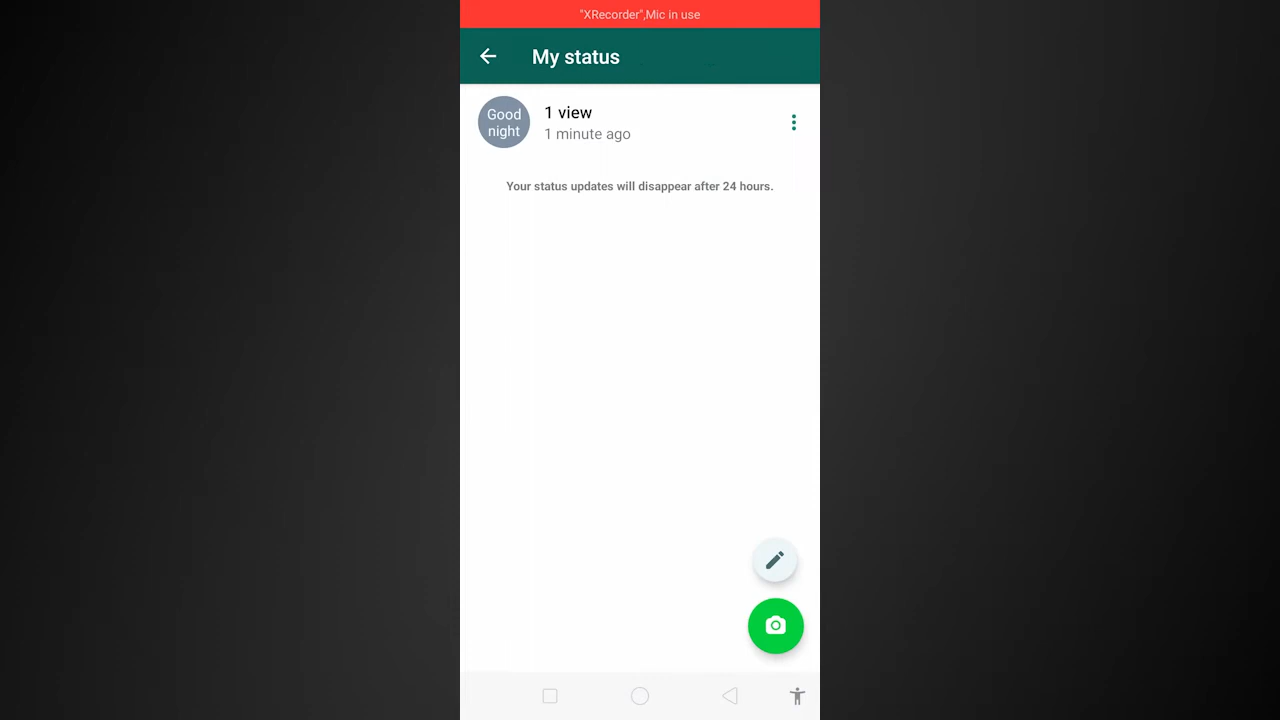 "XRecorder",Mic in use
My status
Good
night
1 view
1 minute ago
Your status updates will disappear after 24 hours.